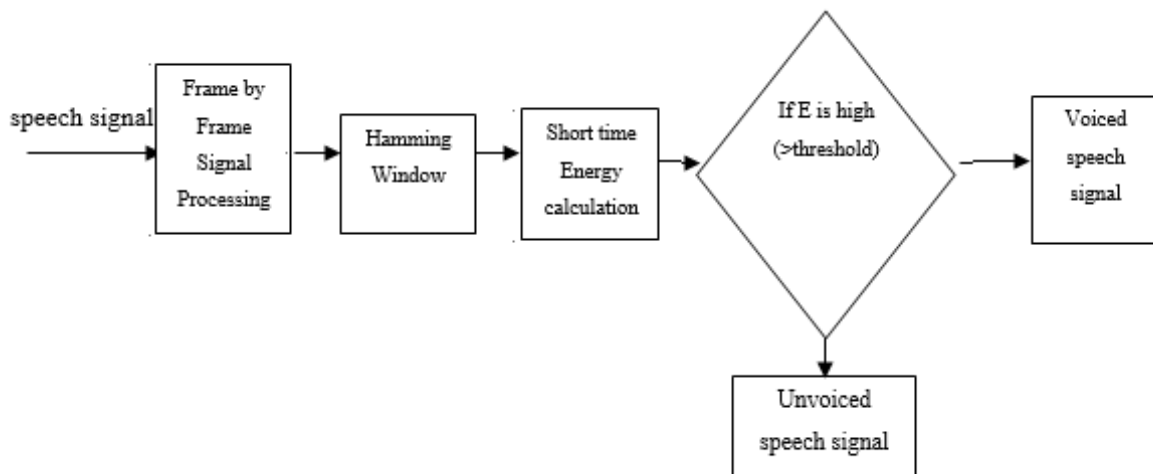 speech signal
Frame by
Frame
Signal
Processing
Hamming
Window
Short time
Energy
calculation
If E is high
(>threshold)
Voiced
speech
signal
Unvoiced
speech signal